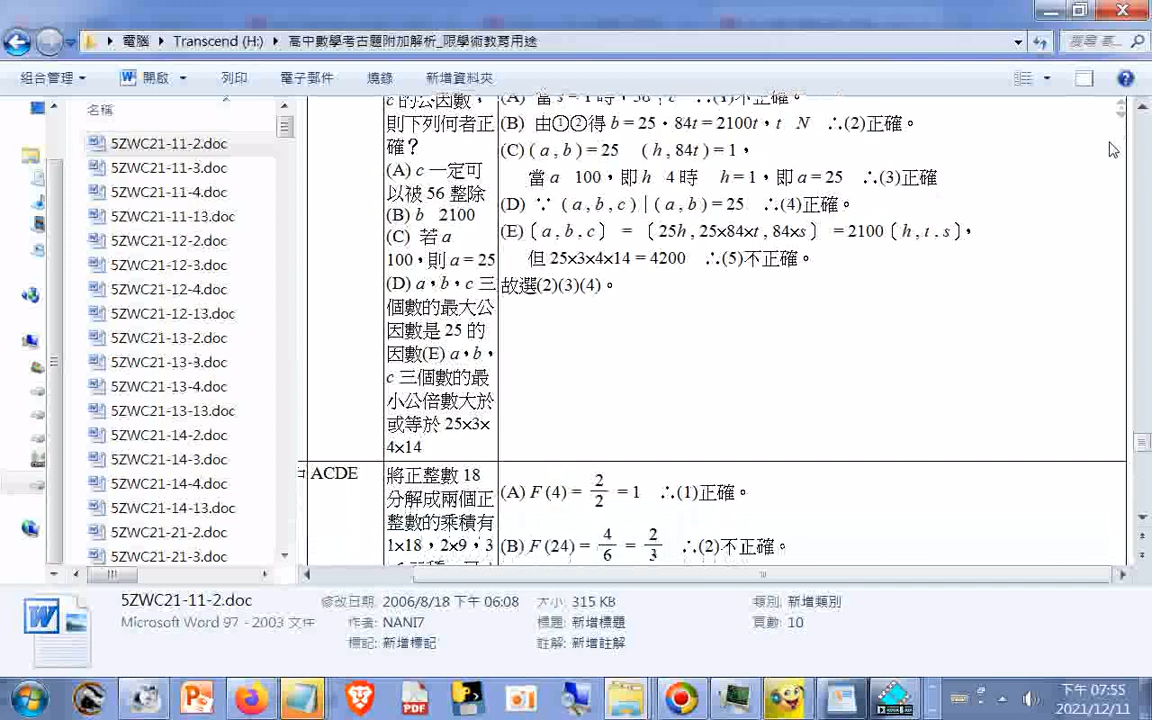 電腦 Transcend (H:) 高中數學考古題附加解析_限學術教育用途
搜尋 高...
組合管理 開啟 列印 電子郵件 燒錄 新增資料夾
名稱
5ZWC21-11-2.doc
5ZWC21-11-3.doc
5ZWC21-11-4.doc
5ZWC21-11-13.doc
5ZWC21-12-2.doc
5ZWC21-12-3.doc
5ZWC21-12-4.doc
5ZWC21-12-13.doc
5ZWC21-13-2.doc
5ZWC21-13-3.doc
5ZWC21-13-4.doc
5ZWC21-13-13.doc
5ZWC21-14-2.doc
5ZWC21-14-3.doc
5ZWC21-14-4.doc
5ZWC21-14-13.doc
5ZWC21-21-2.doc
5ZWC21-21-3.doc
c 的公因數，
則下列何者正
確？
(A) c 一定可
以被 56 整除
(B) b 2100
(C) 若 a
100，則 a = 25
(D) a，b，c 三
個數的最大公
因數是 25 的
因數(E) a，b，
c 三個數的最
小公倍數大於
或等於 25×3×
4×14
(B) 由①②得 b = 25・84t = 2100t，t N ∴(2)正確。
(C) ( a , b ) = 25 ( h , 84t ) = 1，
當 a 100，即 h 4 時 h = 1，即 a = 25 ∴(3)正確
(D) ∵ ( a , b , c ) | ( a , b ) = 25 ∴(4)正確。
(E)〔 a , b , c 〕 = 〔 25h , 25×84×t , 84×s 〕 = 2100〔 h , t , s 〕，
但 25×3×4×14 = 4200 ∴(5)不正確。
故選(2)(3)(4)。
ACDE
將正整數 18
分解成兩個正
整數的乘積有
1×18，2×9，3
(A) F (4) = 2/2 = 1 ∴(1)正確。
(B) F (24) = 4/6 = 2/3 ∴(2)不正確。
5ZWC21-11-2.doc 修改日期: 2006/8/18 下午 06:08 大小: 315 KB 類別: 新增類別
Microsoft Word 97 - 2003 文件 作者: NANI7 標題: 新增標題 頁數: 10
標記: 新增標記 註解: 新增註解
PDF
下午 07:55
2021/12/11